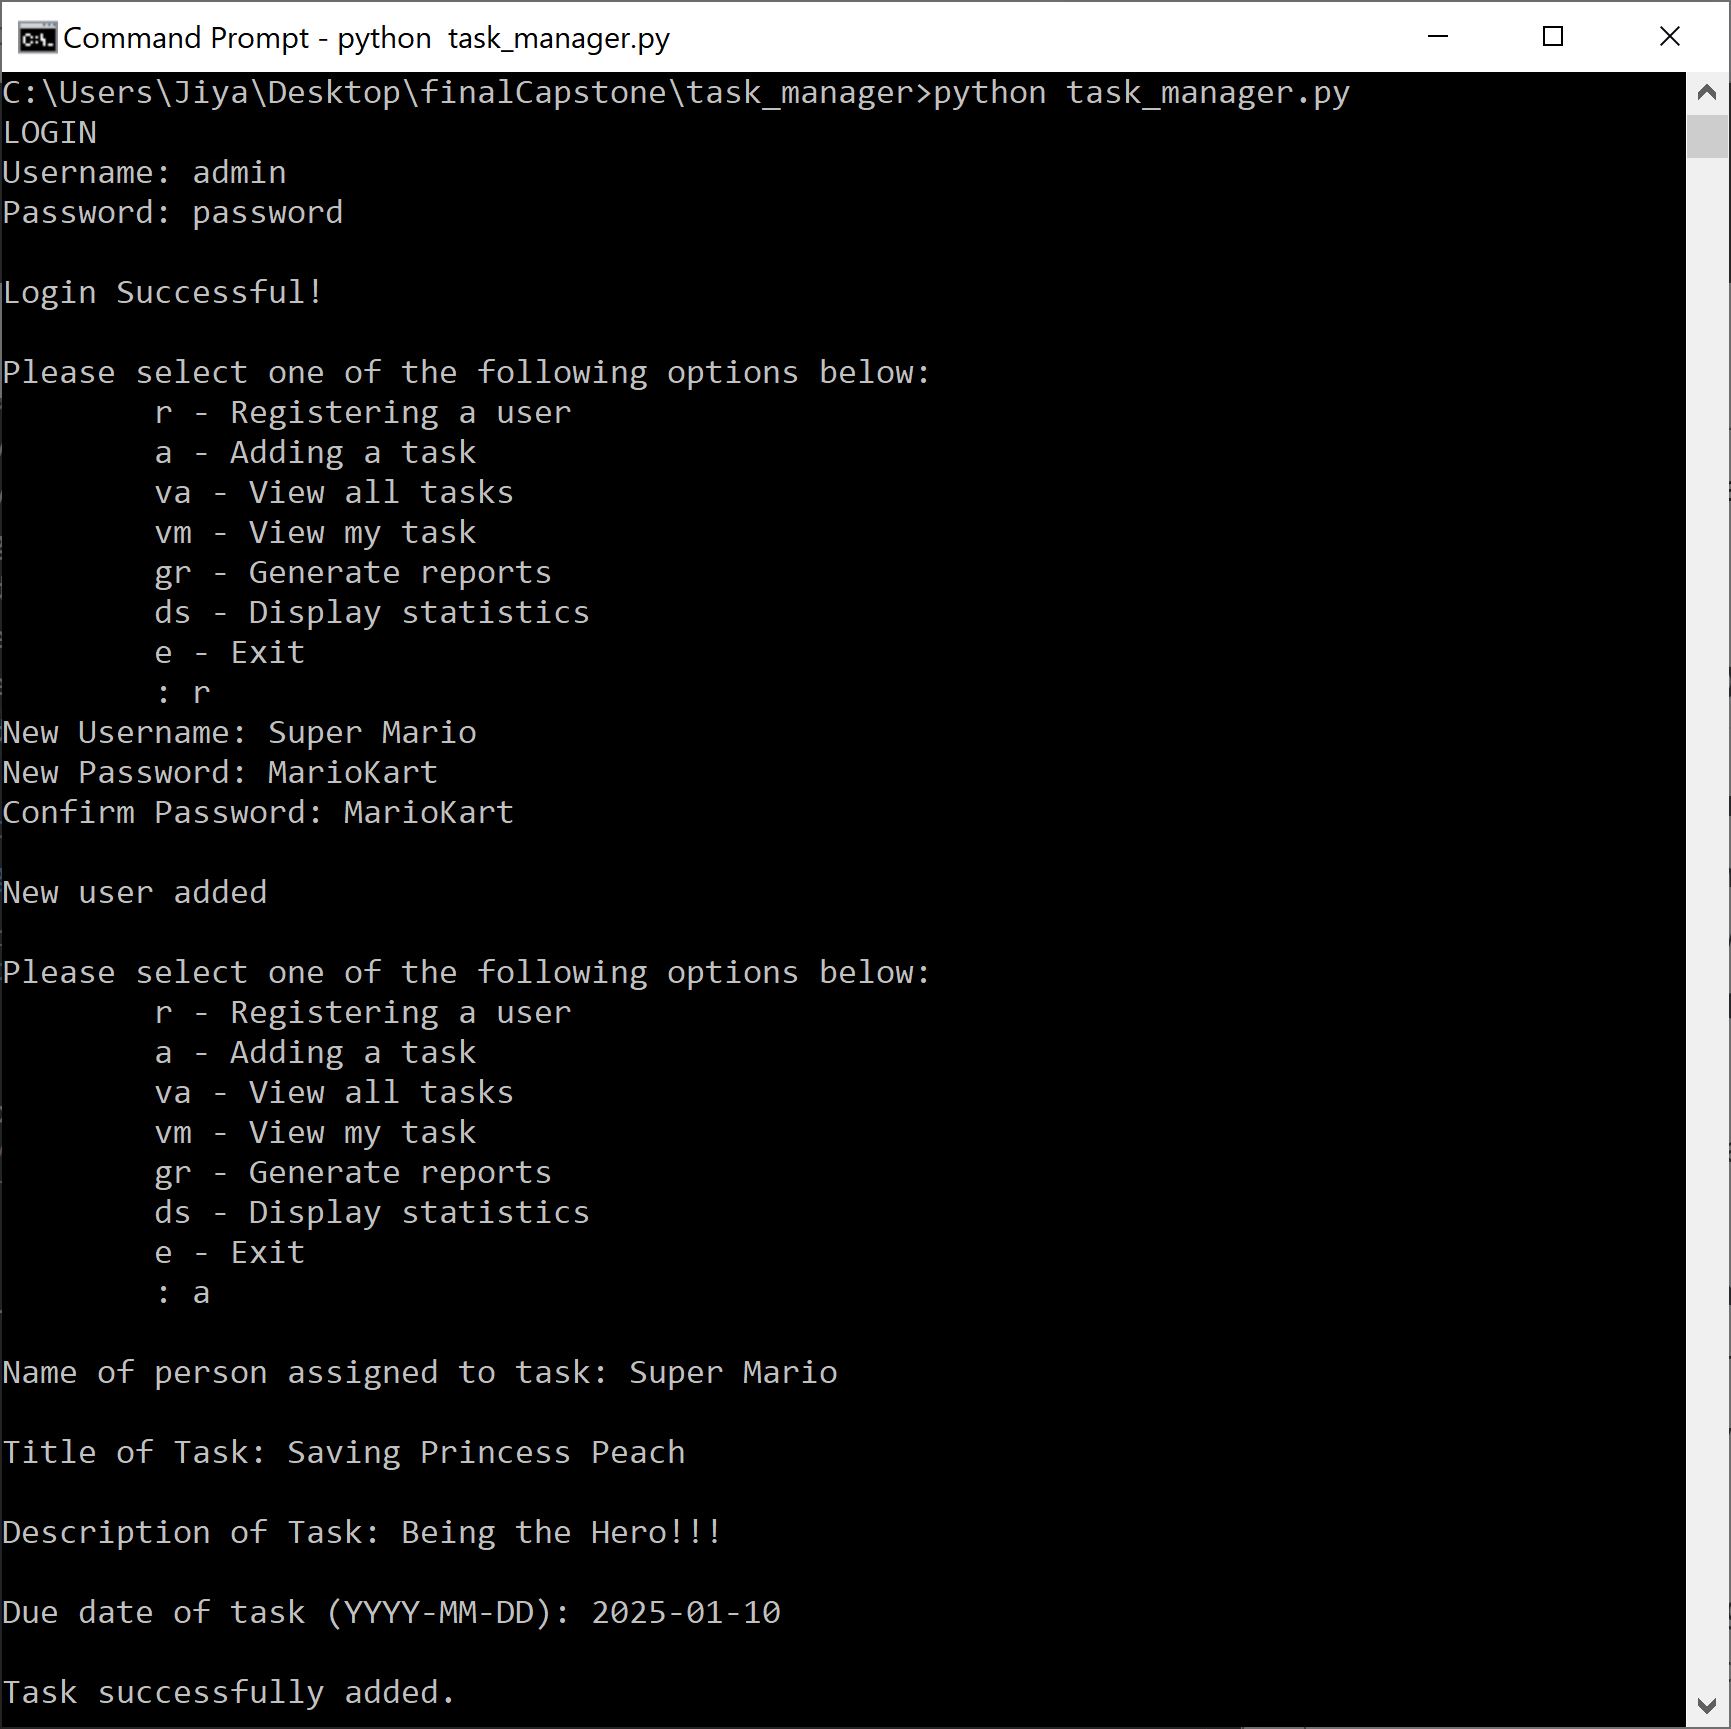 Command Prompt - python  task_manager.py
C:\Users\Jiya\Desktop\finalCapstone\task_manager>python task_manager.py
LOGIN
Username: admin
Password: password
Login Successful!
Please select one of the following options below:
r - Registering a user
a - Adding a task
va - View all tasks
vm - View my task
gr - Generate reports
ds - Display statistics
e - Exit
: r
New Username: Super Mario
New Password: MarioKart
Confirm Password: MarioKart
New user added
Please select one of the following options below:
r - Registering a user
a - Adding a task
va - View all tasks
vm - View my task
gr - Generate reports
ds - Display statistics
e - Exit
: a
Name of person assigned to task: Super Mario
Title of Task: Saving Princess Peach
Description of Task: Being the Hero!!!
Due date of task (YYYY-MM-DD): 2025-01-10
Task successfully added.